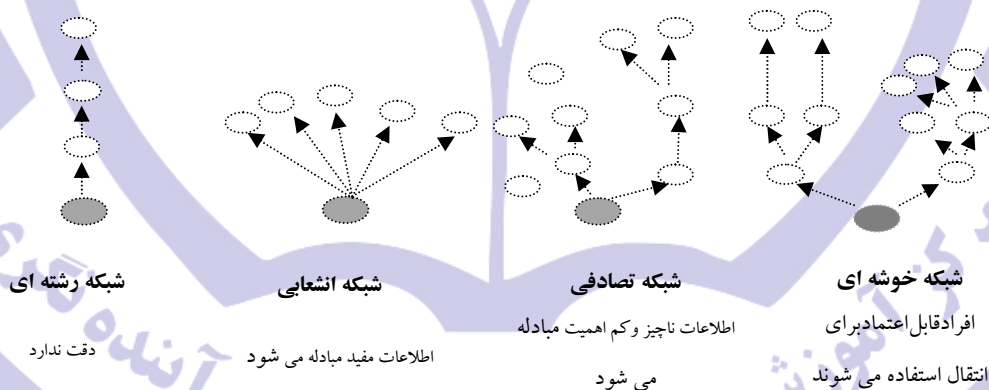 شبکه خوشه ای
افرادقابل‌اعتمادبرای
انتقال استفاده می شوند
شبکه تصادفی
اطلاعات ناچیز وکم اهمیت مبادله
می شود
شبکه انشعابی
اطلاعات مفید مبادله می شود
شبکه رشته ای
دقت ندارد